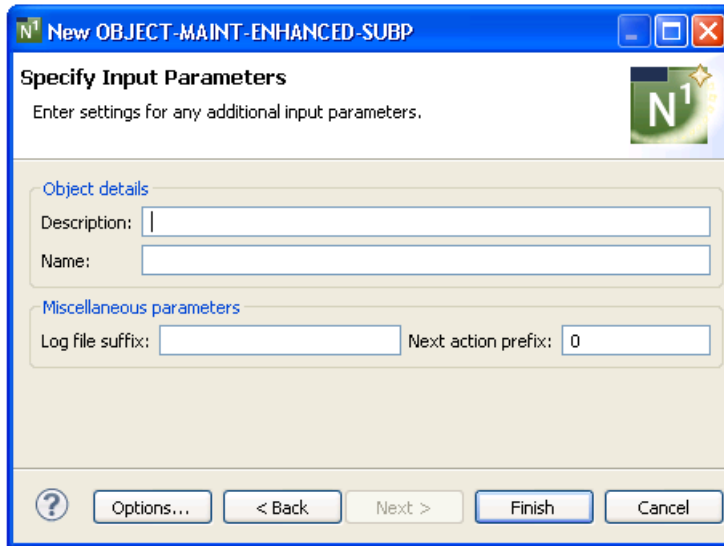 N1 New OBJECT-MAINT-ENHANCED-SUBP
Specify Input Parameters
Enter settings for any additional input parameters.
N1
Object details
Description:
Name:
Miscellaneous parameters
Log file suffix: Next action prefix: 0
? Options... < Back Next > Finish Cancel